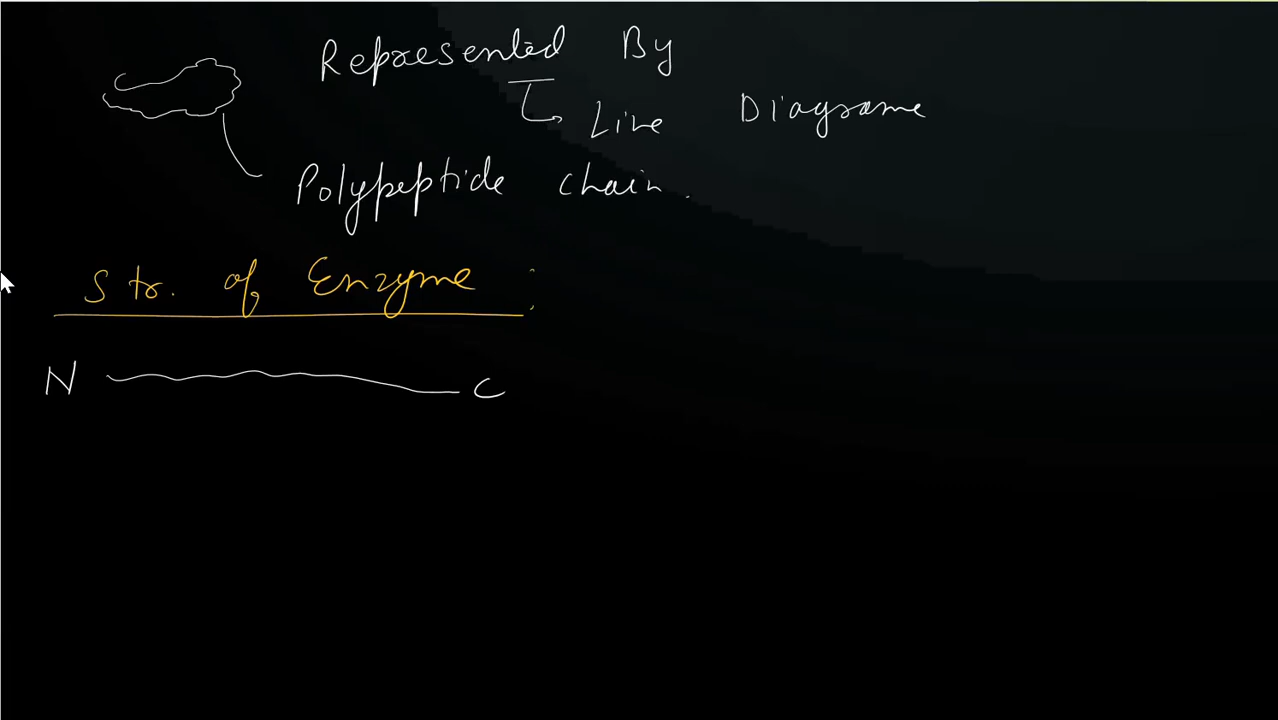 Represented By
Line Diagrame
Polypeptide chain.
Str. of Enzyme :
N C